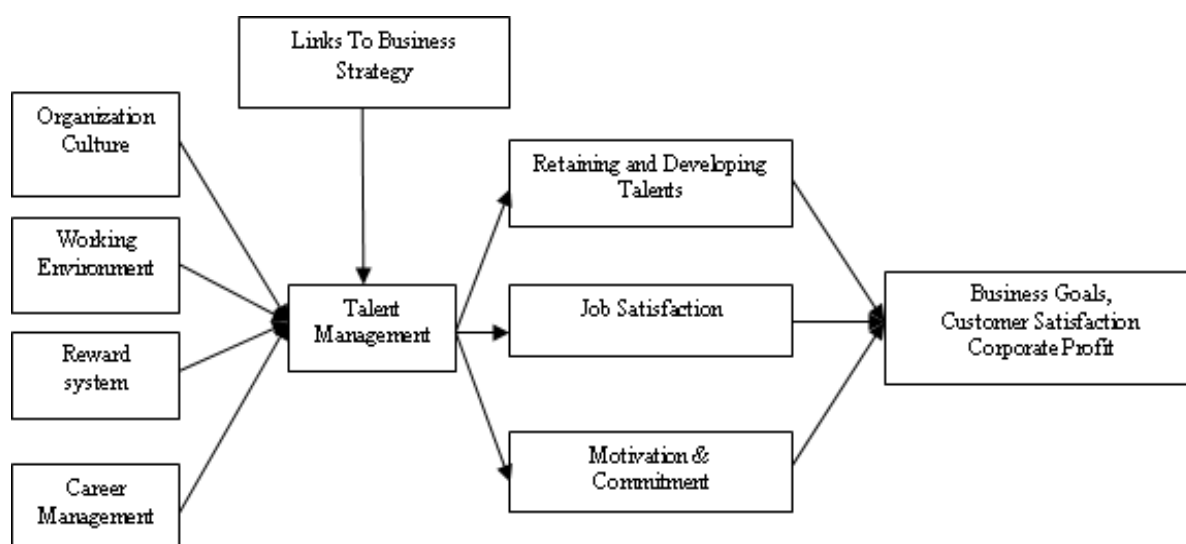 Links To Business
Strategy
Organization
Culture
Working
Environment
Reward
system
Career
Management
Talent
Management
Retaining and Developing
Talents
Job Satisfaction
Motivation &
Commitment
Business Goals,
Customer Satisfaction
Corporate Profit